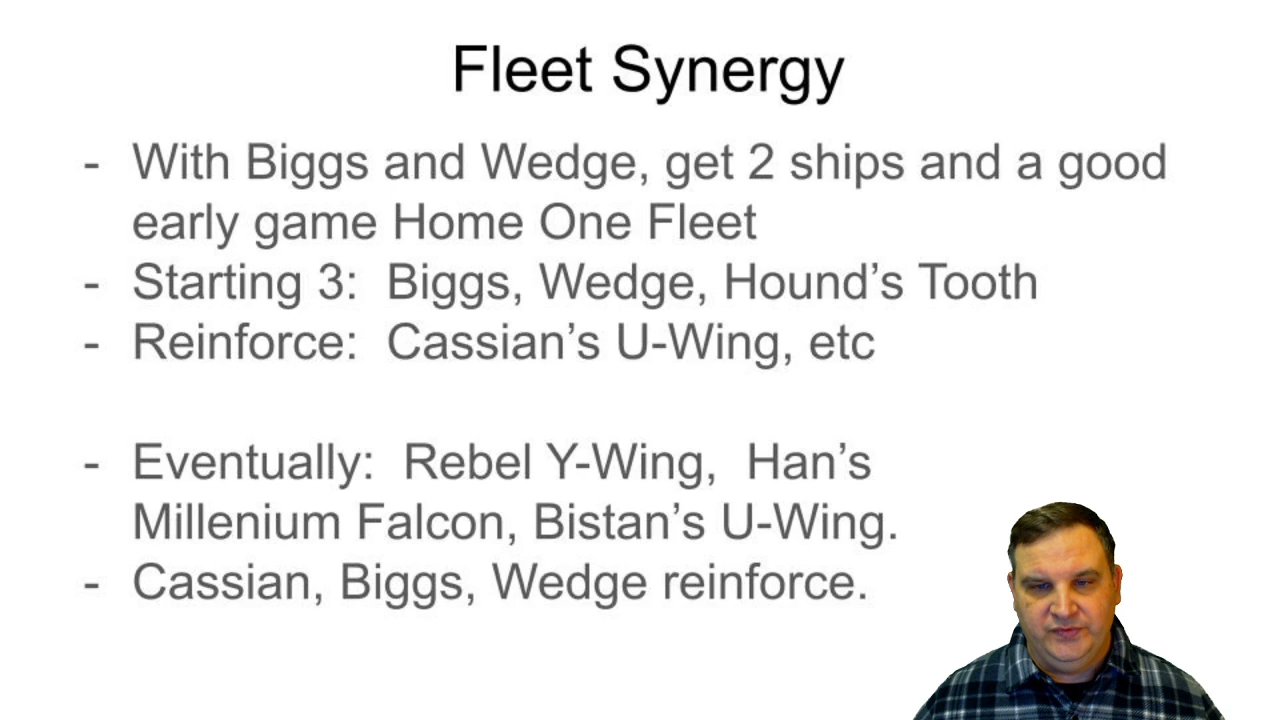 Fleet Synergy
- With Biggs and Wedge, get 2 ships and a good
early game Home One Fleet
- Starting 3: Biggs, Wedge, Hound’s Tooth
- Reinforce: Cassian’s U-Wing, etc
- Eventually: Rebel Y-Wing, Han’s
Millenium Falcon, Bistan’s U-Wing.
- Cassian, Biggs, Wedge reinforce.